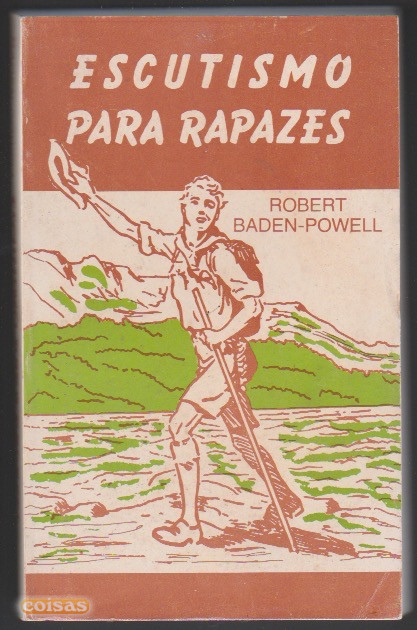 ESCUTISMO
PARA RAPAZES
ROBERT
BADEN-POWELL
coisas